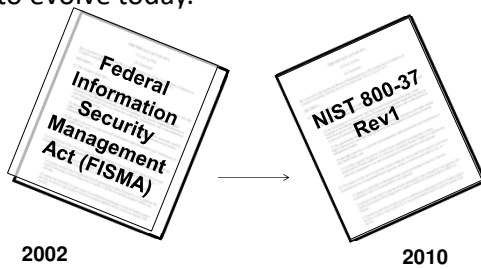 to evolve today.
Federal
Information
Security
Management
Act (FISMA)
NIST 800-37
Rev1
2002
2010